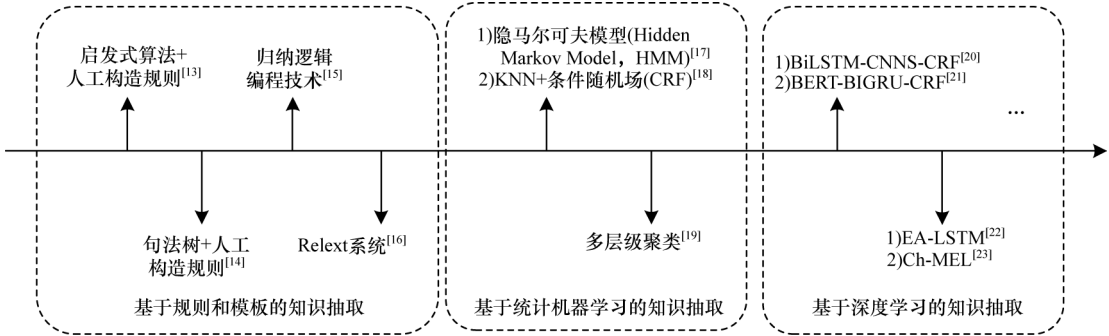 启发式算法+
人工构造规则[13]
归纳逻辑
编程技术[15]
句法树+人工
构造规则[14]
Relext系统[16]
基于规则和模板的知识抽取
1)隐马尔可夫模型(Hidden
Markov Model，HMM)[17]
2)KNN+条件随机场(CRF)[18]
多层级聚类[19]
基于统计机器学习的知识抽取
1)BiLSTM-CNNS-CRF[20]
2)BERT-BIGRU-CRF[21]
...
1)EA-LSTM[22]
2)Ch-MEL[23]
基于深度学习的知识抽取